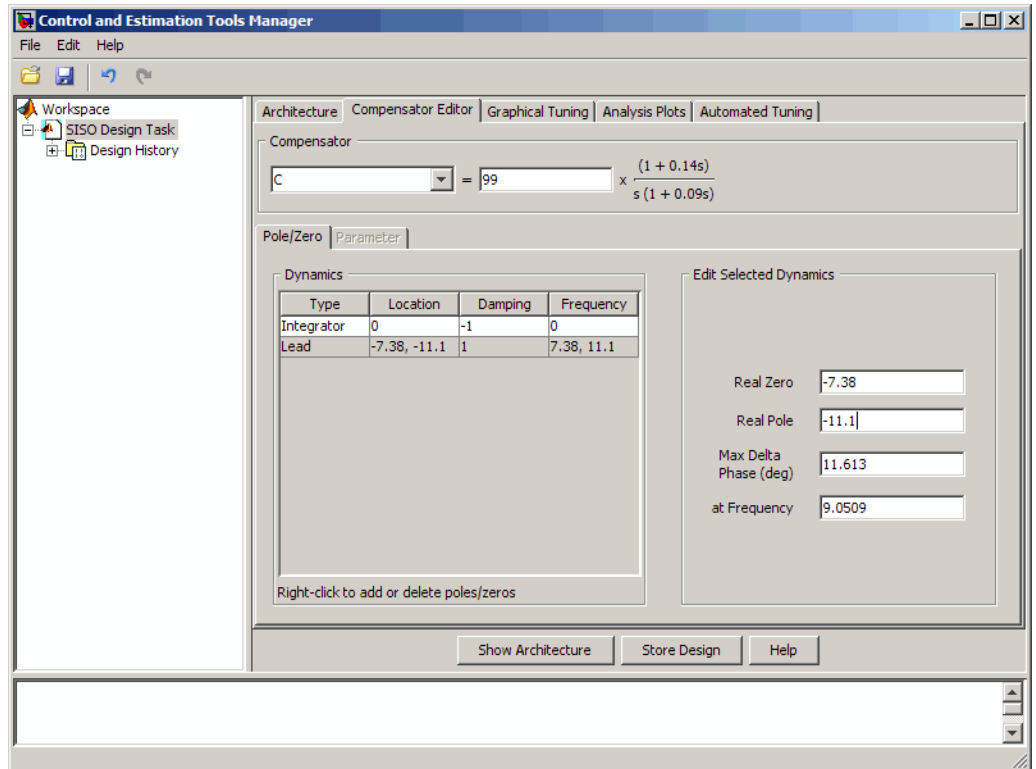 Control and Estimation Tools Manager
File Edit Help
Workspace
SISO Design Task
Design History
Architecture Compensator Editor Graphical Tuning Analysis Plots Automated Tuning
Compensator
C = 99 x (1 + 0.14s)
s (1 + 0.09s)
Pole/Zero Parameter
Dynamics
Type Location Damping Frequency
Integrator 0 -1 0
Lead -7.38, -11.1 1 7.38, 11.1
Right-click to add or delete poles/zeros
Edit Selected Dynamics
Real Zero -7.38
Real Pole -11.1
Max Delta
Phase (deg) 11.613
at Frequency 9.0509
Show Architecture Store Design Help